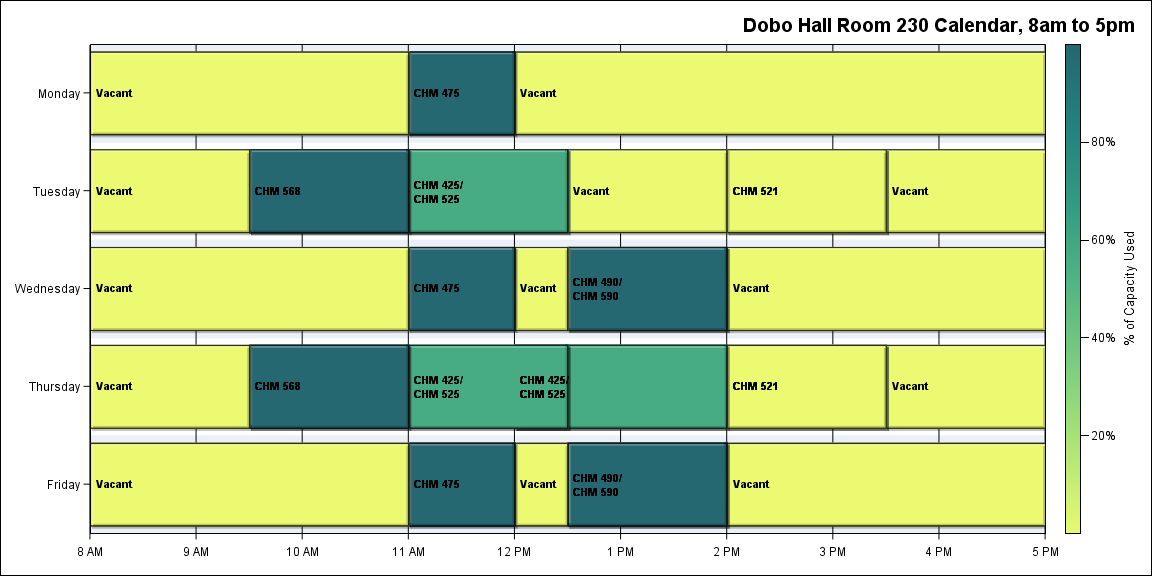 Dobo Hall Room 230 Calendar, 8am to 5pm
Monday
Vacant
CHM 475
Vacant
Tuesday
Vacant
CHM 568
CHM 425/
CHM 525
Vacant
CHM 521
Vacant
Wednesday
Vacant
CHM 475
Vacant
CHM 490/
CHM 590
Vacant
Thursday
Vacant
CHM 568
CHM 425/
CHM 525
CHM 425/
CHM 525
CHM 521
Vacant
Friday
Vacant
CHM 475
Vacant
CHM 490/
CHM 590
Vacant
8 AM
9 AM
10 AM
11 AM
12 PM
1 PM
2 PM
3 PM
4 PM
5 PM
80%
60%
40%
20%
% of Capacity Used